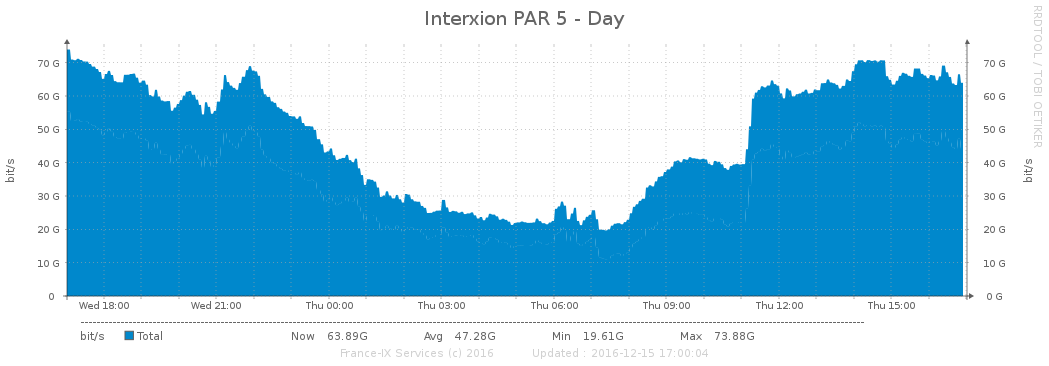 Interxion PAR 5 - Day
RRDTOOL / TOBI OETIKER
bit/s
70 G
60 G
50 G
40 G
30 G
20 G
10 G
0
70 G
60 G
50 G
40 G
30 G
20 G
10 G
0 G
bit/s
Wed 18:00 Wed 21:00 Thu 00:00 Thu 03:00 Thu 06:00 Thu 09:00 Thu 12:00 Thu 15:00
bit/s Total Now 63.89G Avg 47.28G Min 19.61G Max 73.88G
France-IX Services (c) 2016 Updated : 2016-12-15 17:00:04